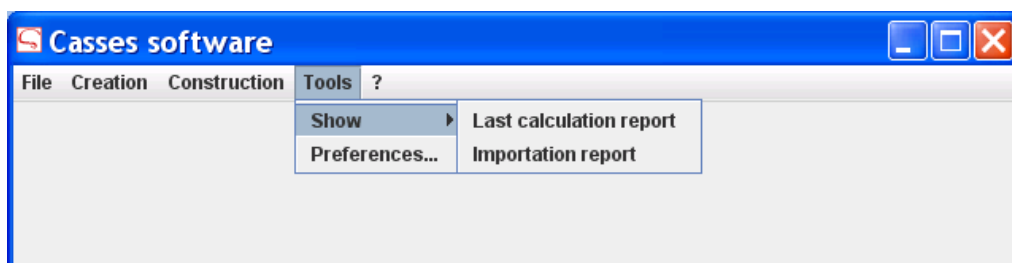 Casses software
File Creation Construction Tools ?
Show Last calculation report
Preferences... Importation report